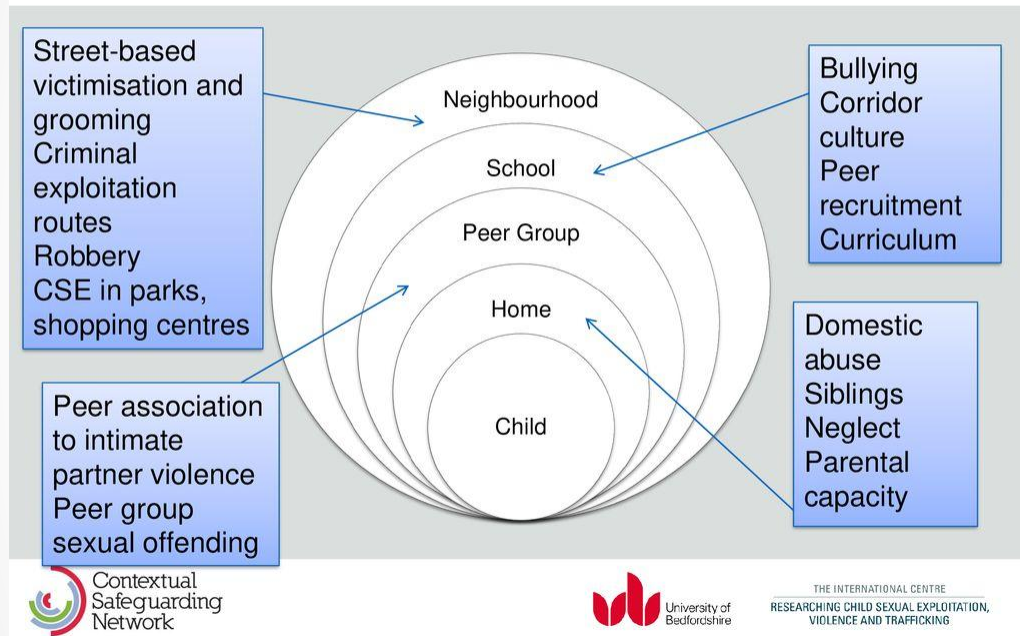 Street-based
victimisation and
grooming
Criminal
exploitation
routes
Robbery
CSE in parks,
shopping centres
Peer association
to intimate
partner violence
Peer group
sexual offending
Neighbourhood
School
Peer Group
Home
Child
Bullying
Corridor
culture
Peer
recruitment
Curriculum
Domestic
abuse
Siblings
Neglect
Parental
capacity
Contextual
Safeguarding
Network
University of
Bedfordshire
THE INTERNATIONAL CENTRE
RESEARCHING CHILD SEXUAL EXPLOITATION,
VIOLENCE AND TRAFFICKING